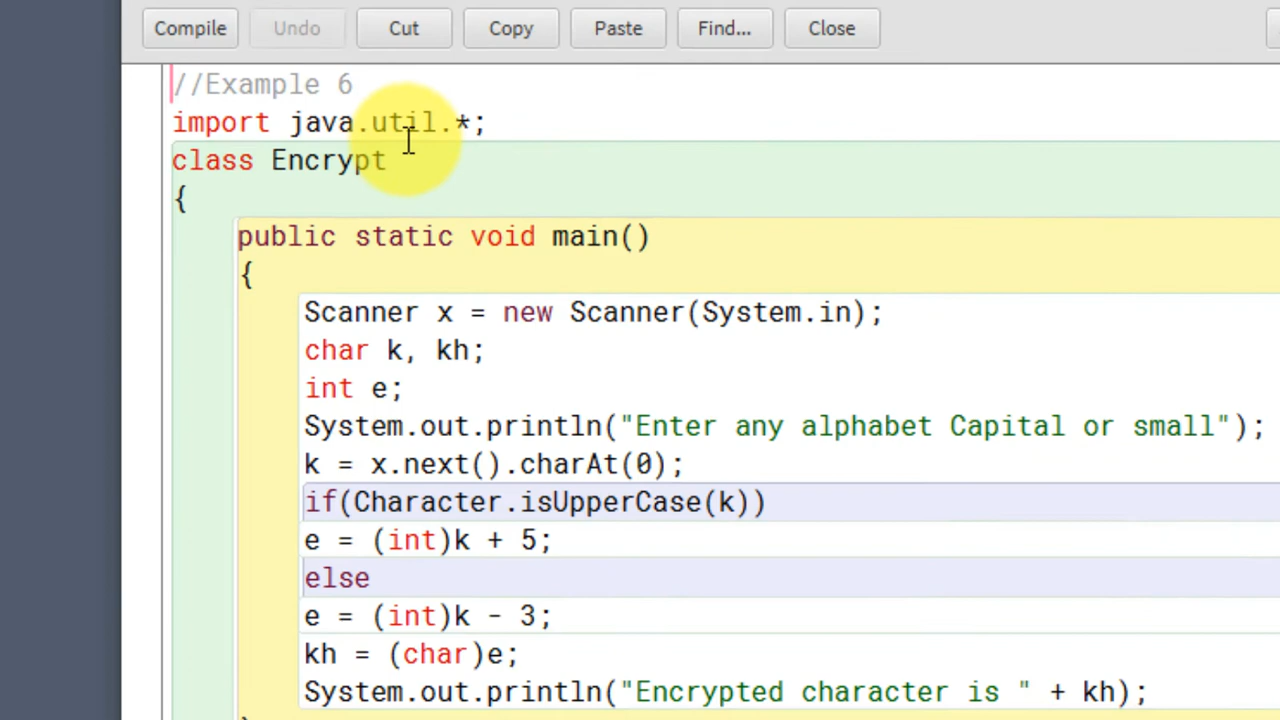 Compile Undo Cut Copy Paste Find... Close
//Example 6
import java.util.*;
class Encrypt
{
public static void main()
{
Scanner x = new Scanner(System.in);
char k, kh;
int e;
System.out.println("Enter any alphabet Capital or small");
k = x.next().charAt(0);
if(Character.isUpperCase(k))
e = (int)k + 5;
else
e = (int)k - 3;
kh = (char)e;
System.out.println("Encrypted character is " + kh);